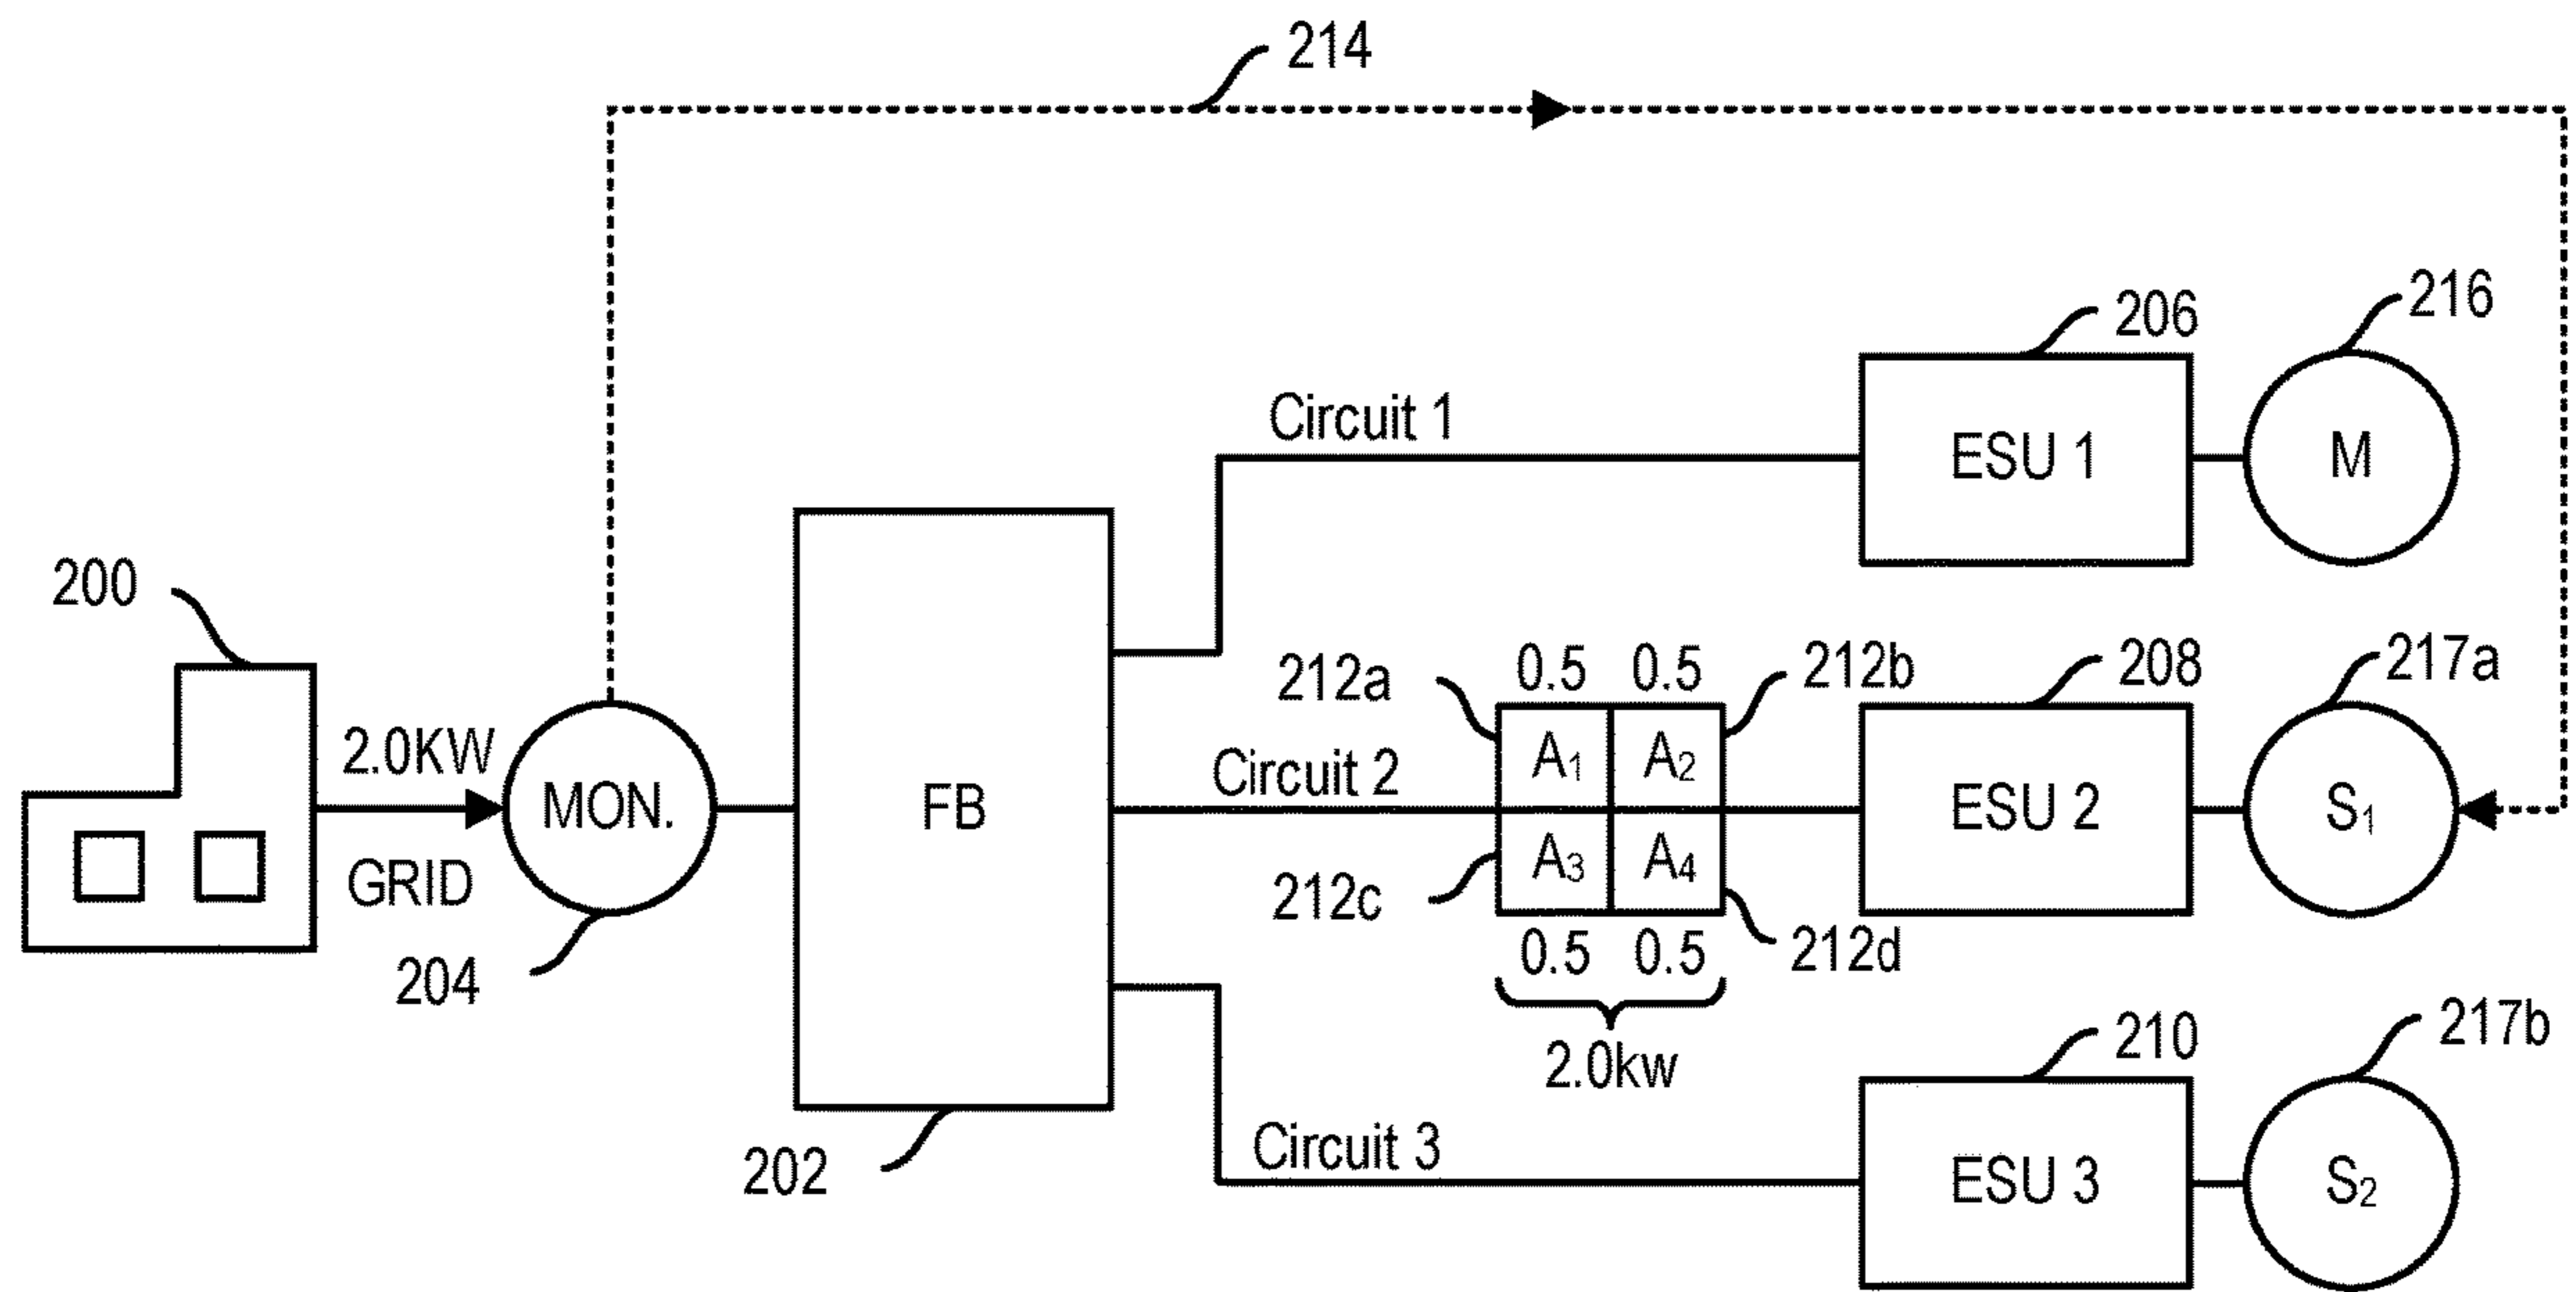 214
216
206
Circuit 1
ESU 1
M
200
212a
0.5
0.5
212b
208
217a
2.0KW
MON.
GRID
204
FB
202
Circuit 2
A₁
A₂
A₃
A₄
ESU 2
S₁
212c
0.5
0.5
212d
2.0kw
210
217b
Circuit 3
ESU 3
S₂